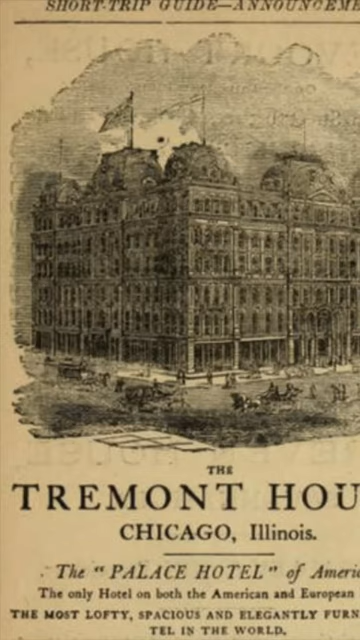 SHORT-TRIP GUIDE—ANNOUNCEME
THE
TREMONT HOU
CHICAGO, Illinois.
The "PALACE HOTEL" of Americ
The only Hotel on both the American and European
THE MOST LOFTY, SPACIOUS AND ELEGANTLY FURN
TEL IN THE WORLD.